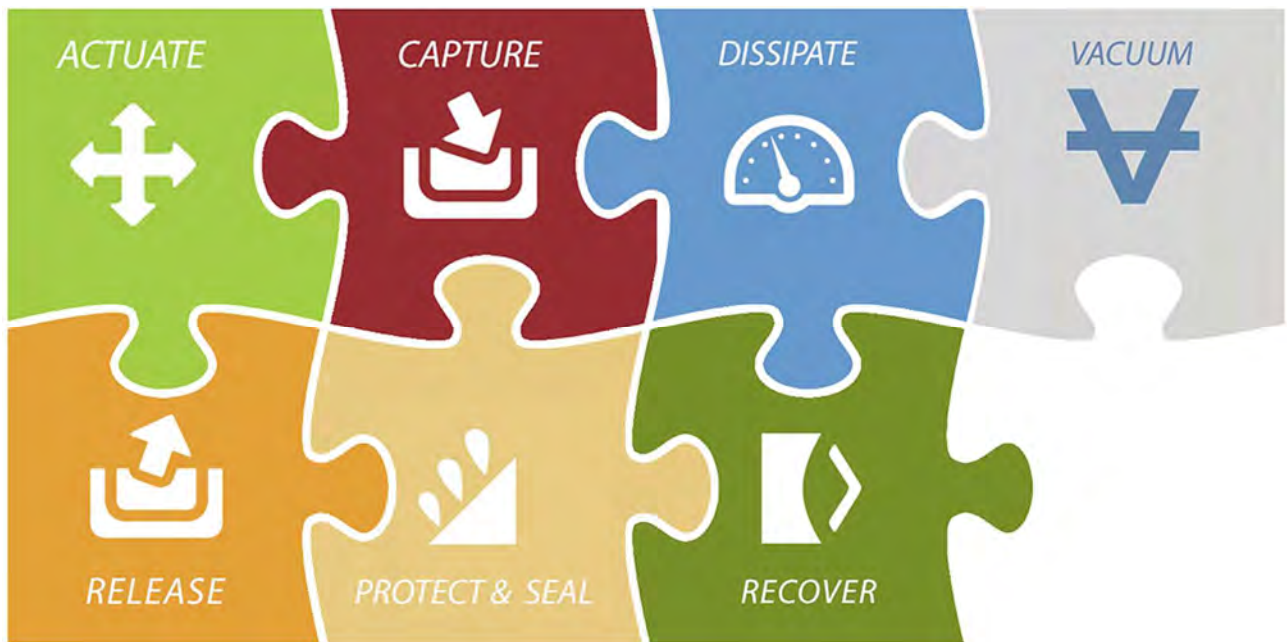 ACTUATE
CAPTURE
DISSIPATE
VACUUM
RELEASE
PROTECT & SEAL
RECOVER